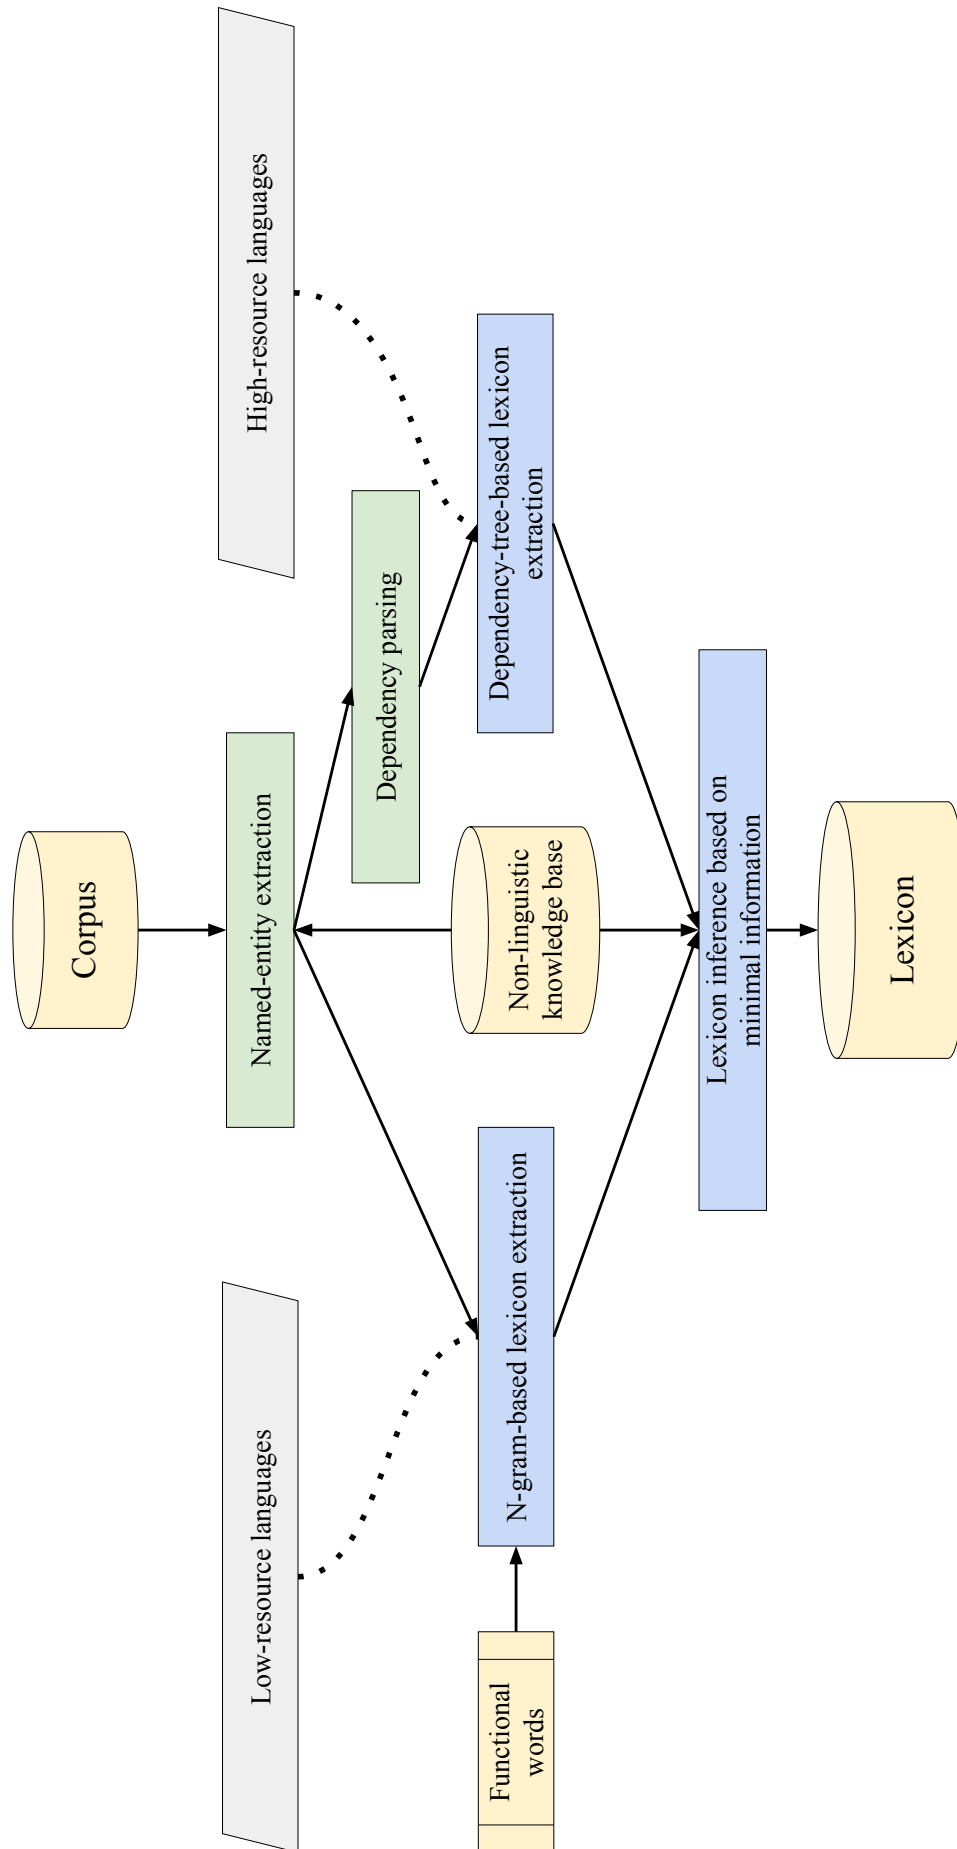 Corpus
High-resource languages
Low-resource languages
Named-entity extraction
Dependency parsing
Dependency-tree-based lexicon
extraction
Non-linguistic
knowledge base
N-gram-based lexicon extraction
Functional
words
Lexicon inference based on
minimal information
Lexicon